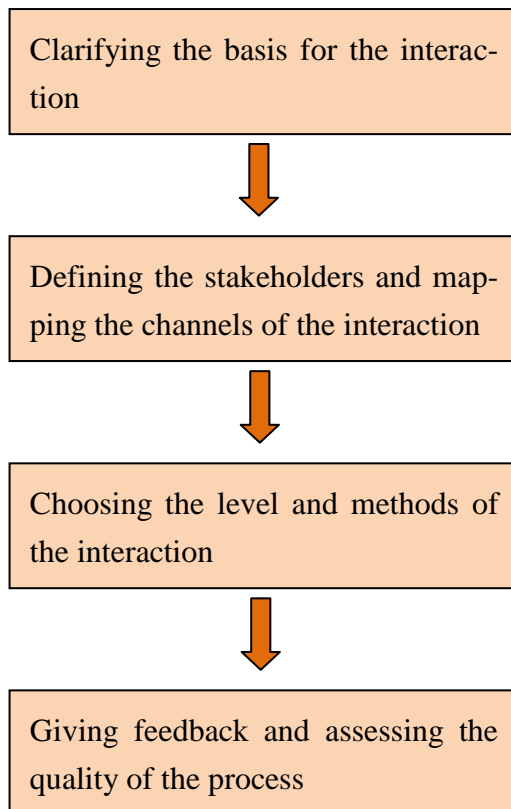 Clarifying the basis for the interac-
tion
Defining the stakeholders and map-
ping the channels of the interaction
Choosing the level and methods of
the interaction
Giving feedback and assessing the
quality of the process